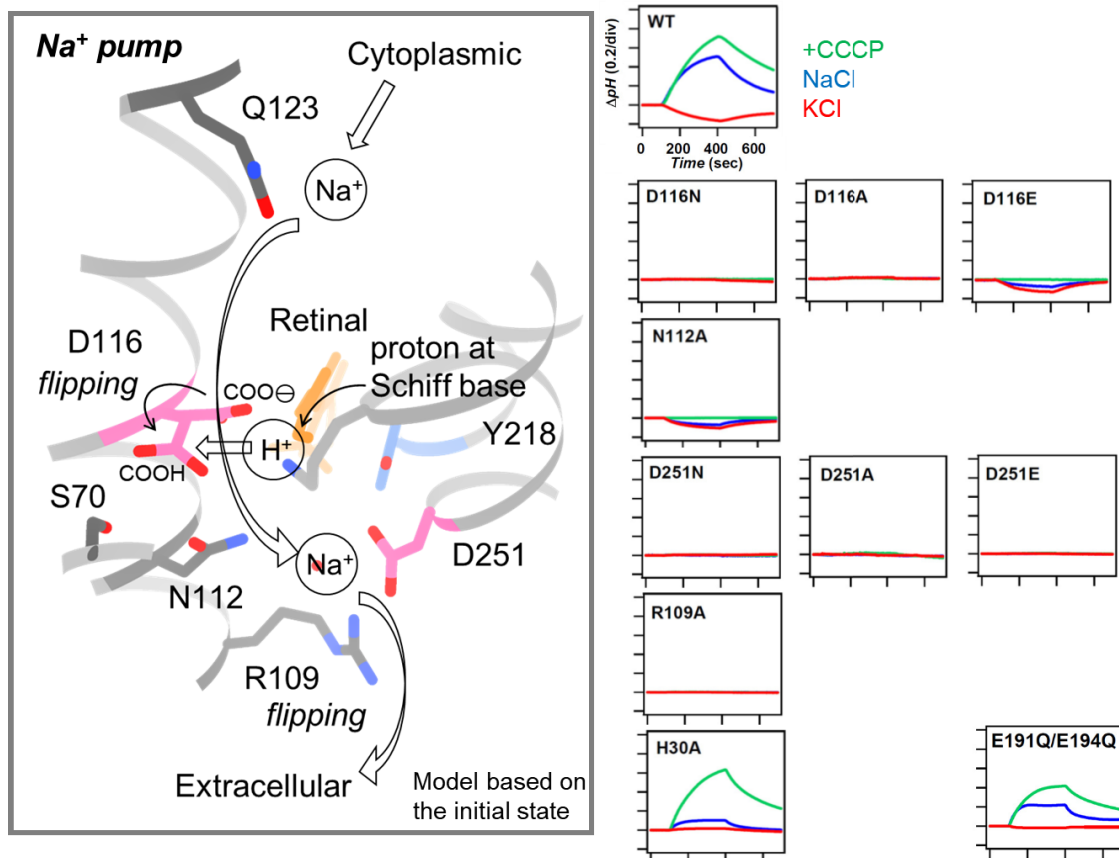 Na⁺ pump
Cytoplasmic
Q123
Na⁺
Retinal
D116
flipping
proton at
Schiff base
COO⊖
H⁺
Y218
COOH
S70
N112
Na⁺
D251
R109
flipping
Extracellular
Model based on
the initial state
WT
ΔpH (0.2/div)
0 200 400 600
Time (sec)
+CCCP
NaCl
KCl
D116N
D116A
D116E
N112A
D251N
D251A
D251E
R109A
H30A
E191Q/E194Q